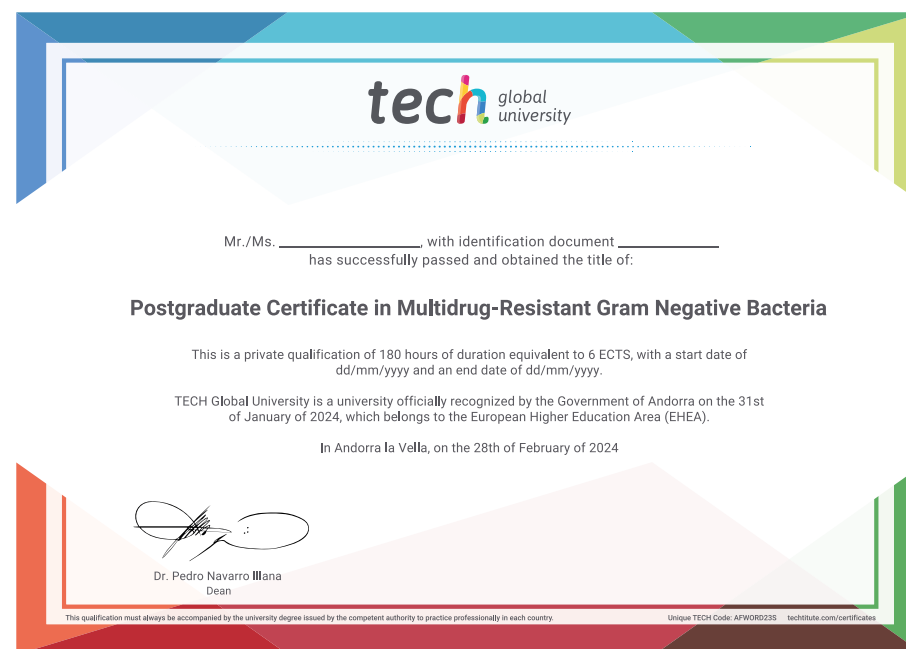 tech global
university
Mr./Ms. ____________________, with identification document ______________
has successfully passed and obtained the title of:
Postgraduate Certificate in Multidrug-Resistant Gram Negative Bacteria
This is a private qualification of 180 hours of duration equivalent to 6 ECTS, with a start date of
dd/mm/yyyy and an end date of dd/mm/yyyy.
TECH Global University is a university officially recognized by the Government of Andorra on the 31st
of January of 2024, which belongs to the European Higher Education Area (EHEA).
In Andorra la Vella, on the 28th of February of 2024
Dr. Pedro Navarro Illana
Dean
This qualification must always be accompanied by the university degree issued by the competent authority to practice professionally in each country. Unique TECH Code: AFWORD23S techtitute.com/certificates